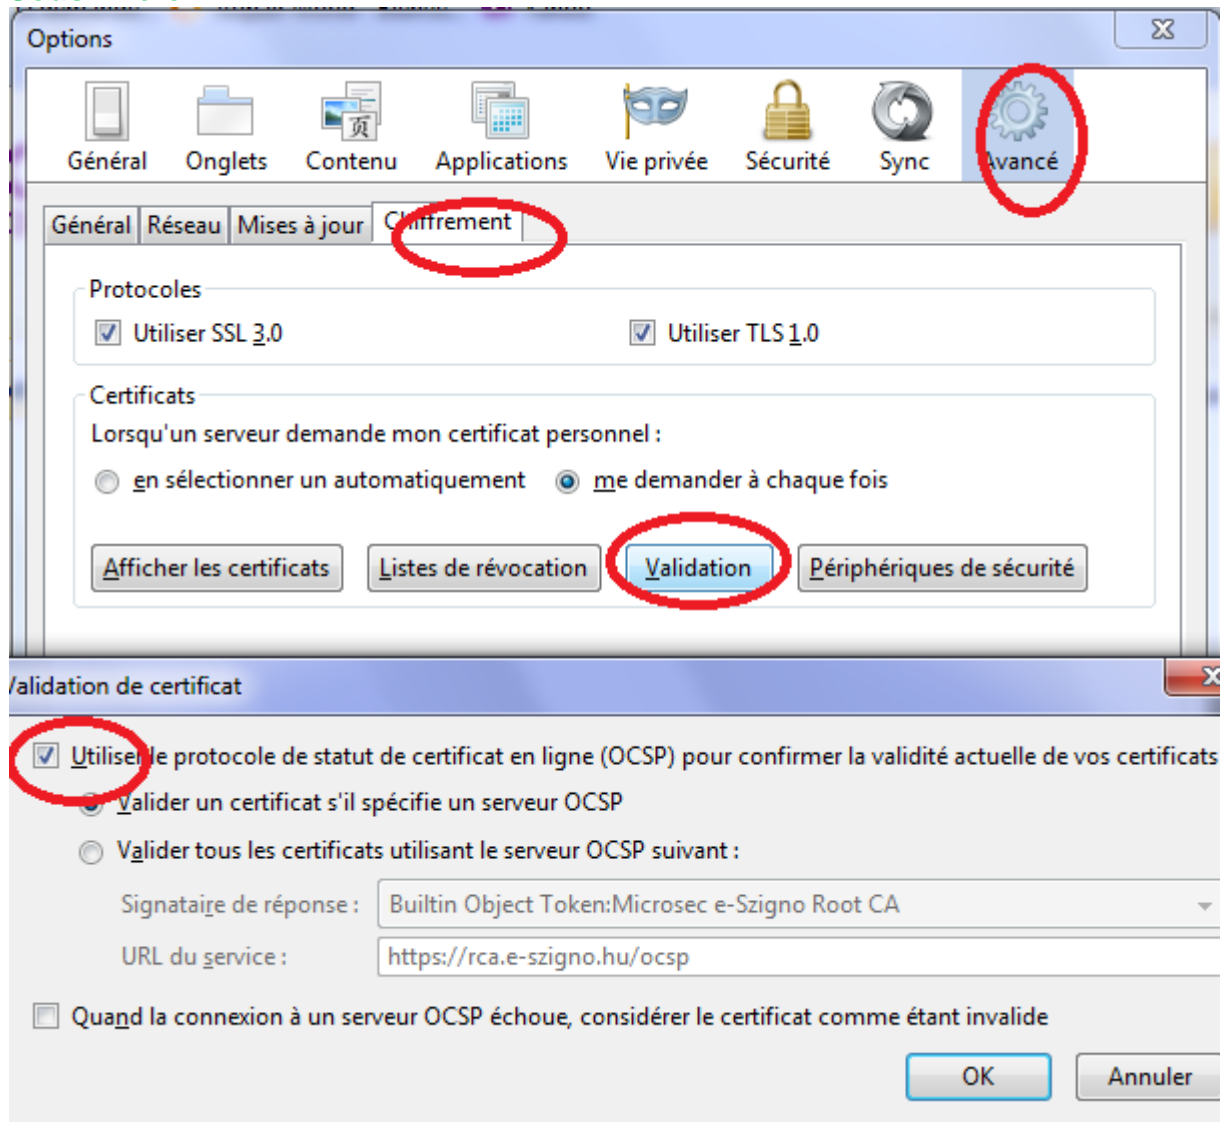 Options
Général Onglets Contenu Applications Vie privée Sécurité Sync Avancé
页
Général Réseau Mises à jour Chiffrement
Protocoles
Utiliser SSL 3.0 Utiliser TLS 1.0
Certificats
Lorsqu'un serveur demande mon certificat personnel :
en sélectionner un automatiquement me demander à chaque fois
Afficher les certificats Listes de révocation Validation Périphériques de sécurité
Validation de certificat
Utiliser le protocole de statut de certificat en ligne (OCSP) pour confirmer la validité actuelle de vos certificats
Valider un certificat s'il spécifie un serveur OCSP
Valider tous les certificats utilisant le serveur OCSP suivant :
Signataire de réponse : Builtin Object Token:Microsec e-Szigno Root CA
URL du service : https://rca.e-szigno.hu/ocsp
Quand la connexion à un serveur OCSP échoue, considérer le certificat comme étant invalide
OK Annuler